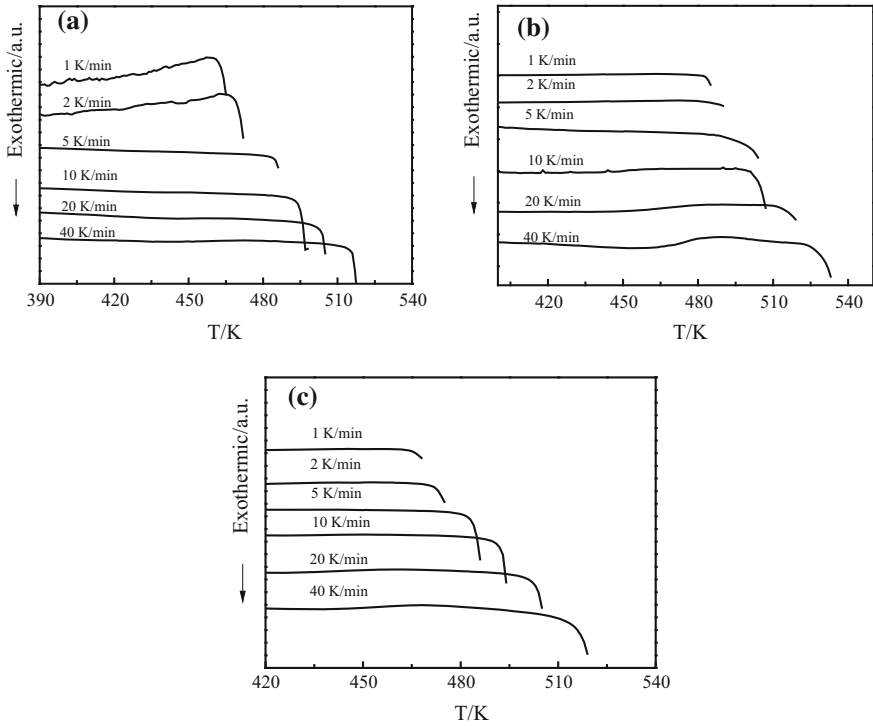 (a)
1 K/min
2 K/min
5 K/min
10 K/min
20 K/min
40 K/min
Exothermic/a.u.
390 420 450 480 510 540
T/K
(b)
1 K/min
2 K/min
5 K/min
10 K/min
20 K/min
40 K/min
Exothermic/a.u.
420 450 480 510 540
T/K
(c)
1 K/min
2 K/min
5 K/min
10 K/min
20 K/min
40 K/min
Exothermic/a.u.
420 450 480 510 540
T/K